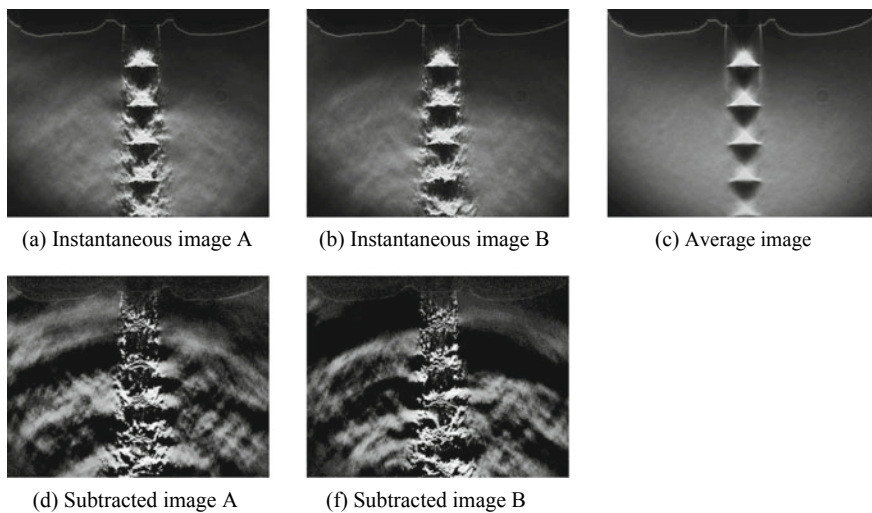 (a) Instantaneous image A
(b) Instantaneous image B
(c) Average image
(d) Subtracted image A
(f) Subtracted image B